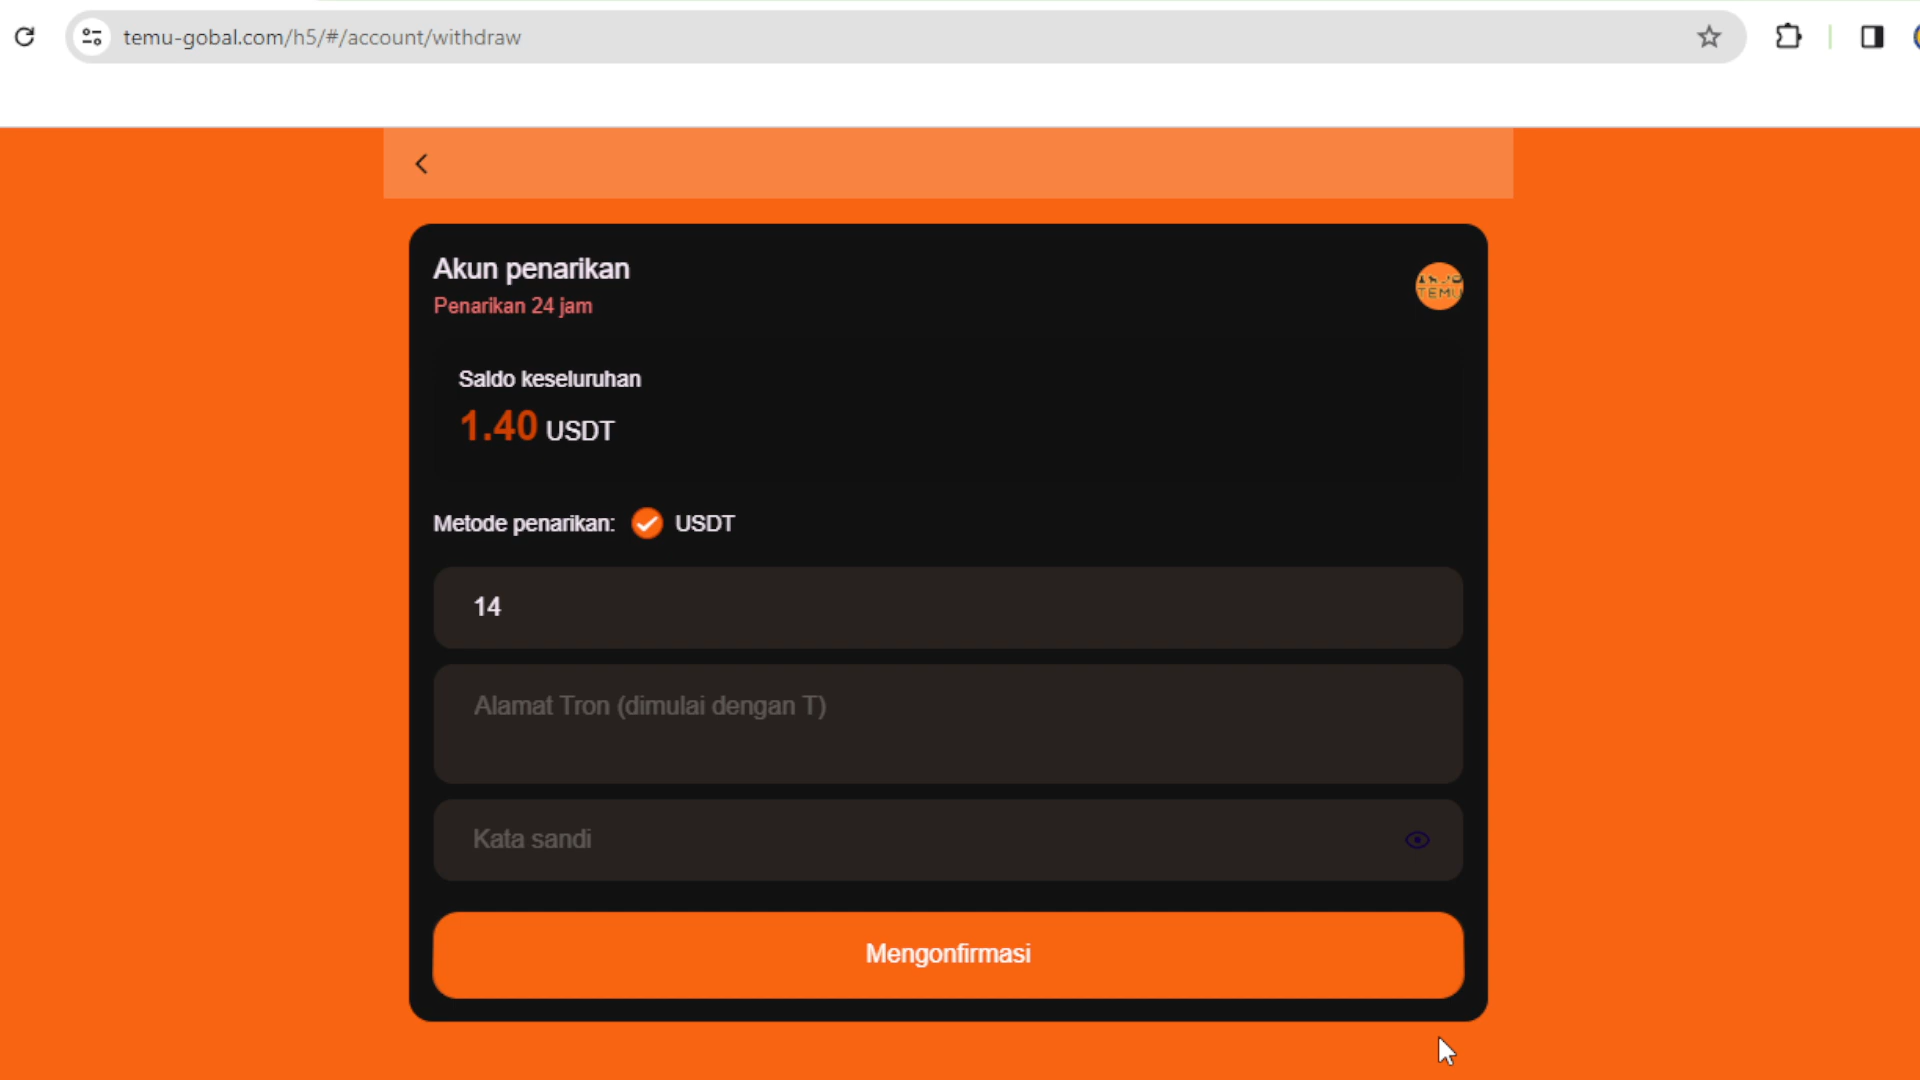 temu-gobal.com/h5/#/account/withdraw
Akun penarikan
Penarikan 24 jam
TEMU
Saldo keseluruhan
1.40 USDT
Metode penarikan: USDT
14
Alamat Tron (dimulai dengan T)
Kata sandi
Mengonfirmasi